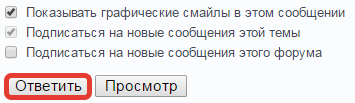 Показывать графические смайлы в этом сообщении
Подписаться на новые сообщения этой темы
Подписаться на новые сообщения этого форума
Ответить Просмотр